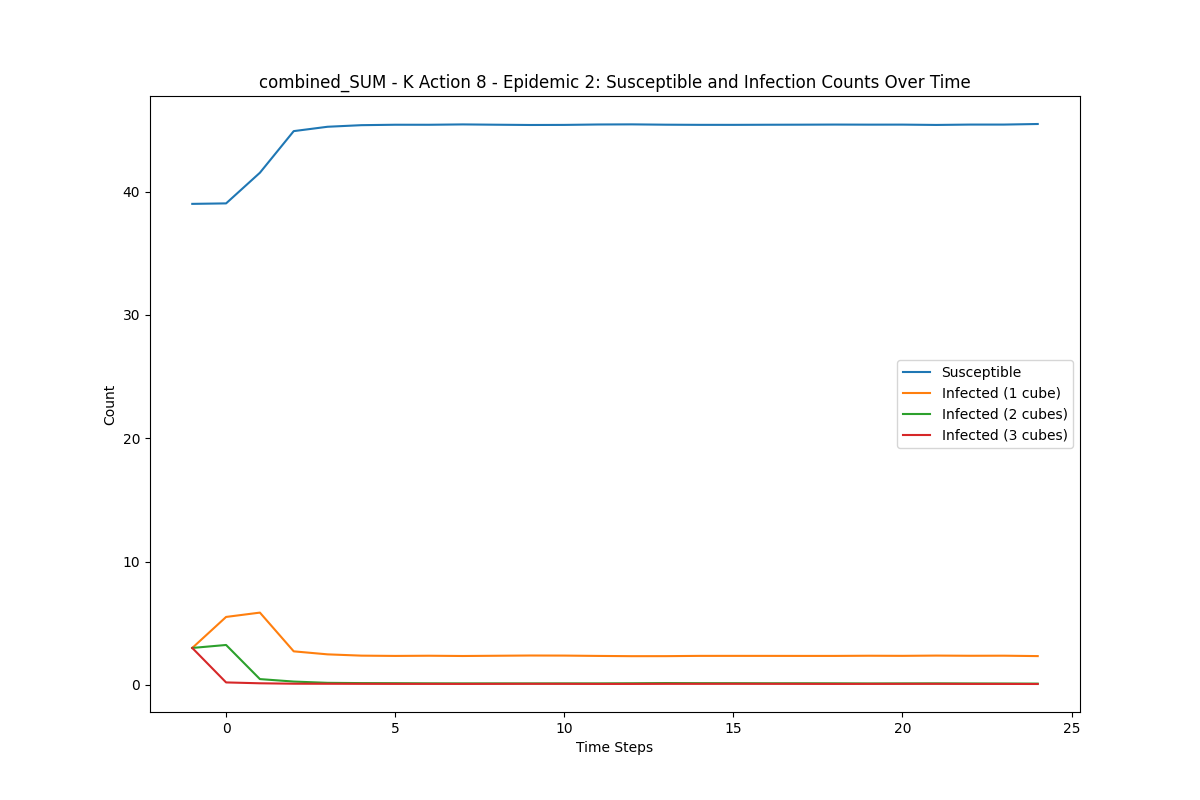 combined_SUM - K Action 8 - Epidemic 2: Susceptible and Infection Counts Over Time
Count
40
30
20
10
0
Susceptible
Infected (1 cube)
Infected (2 cubes)
Infected (3 cubes)
0 5 10 15 20 25
Time Steps